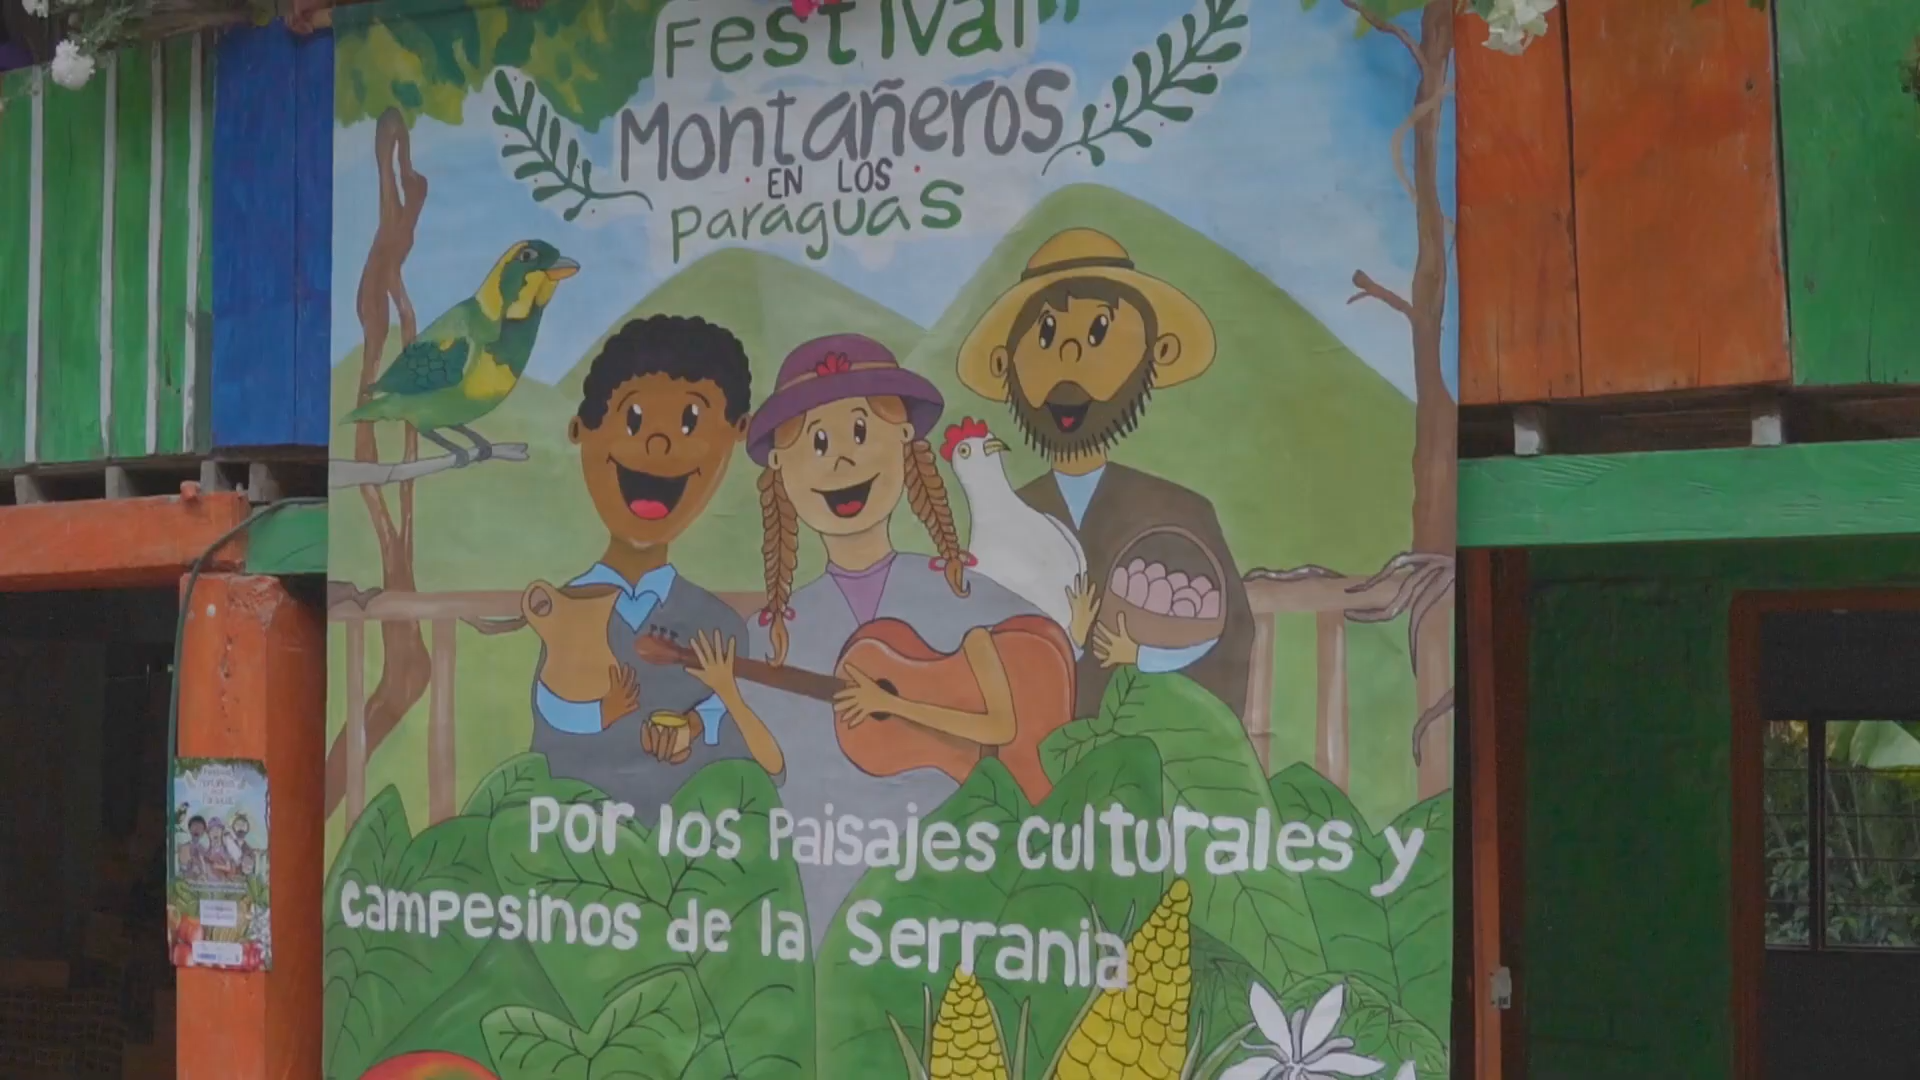 Festival
Montañeros
EN LOS
Paraguas
Por los Paisajes culturales y
campesinos de la Serrania